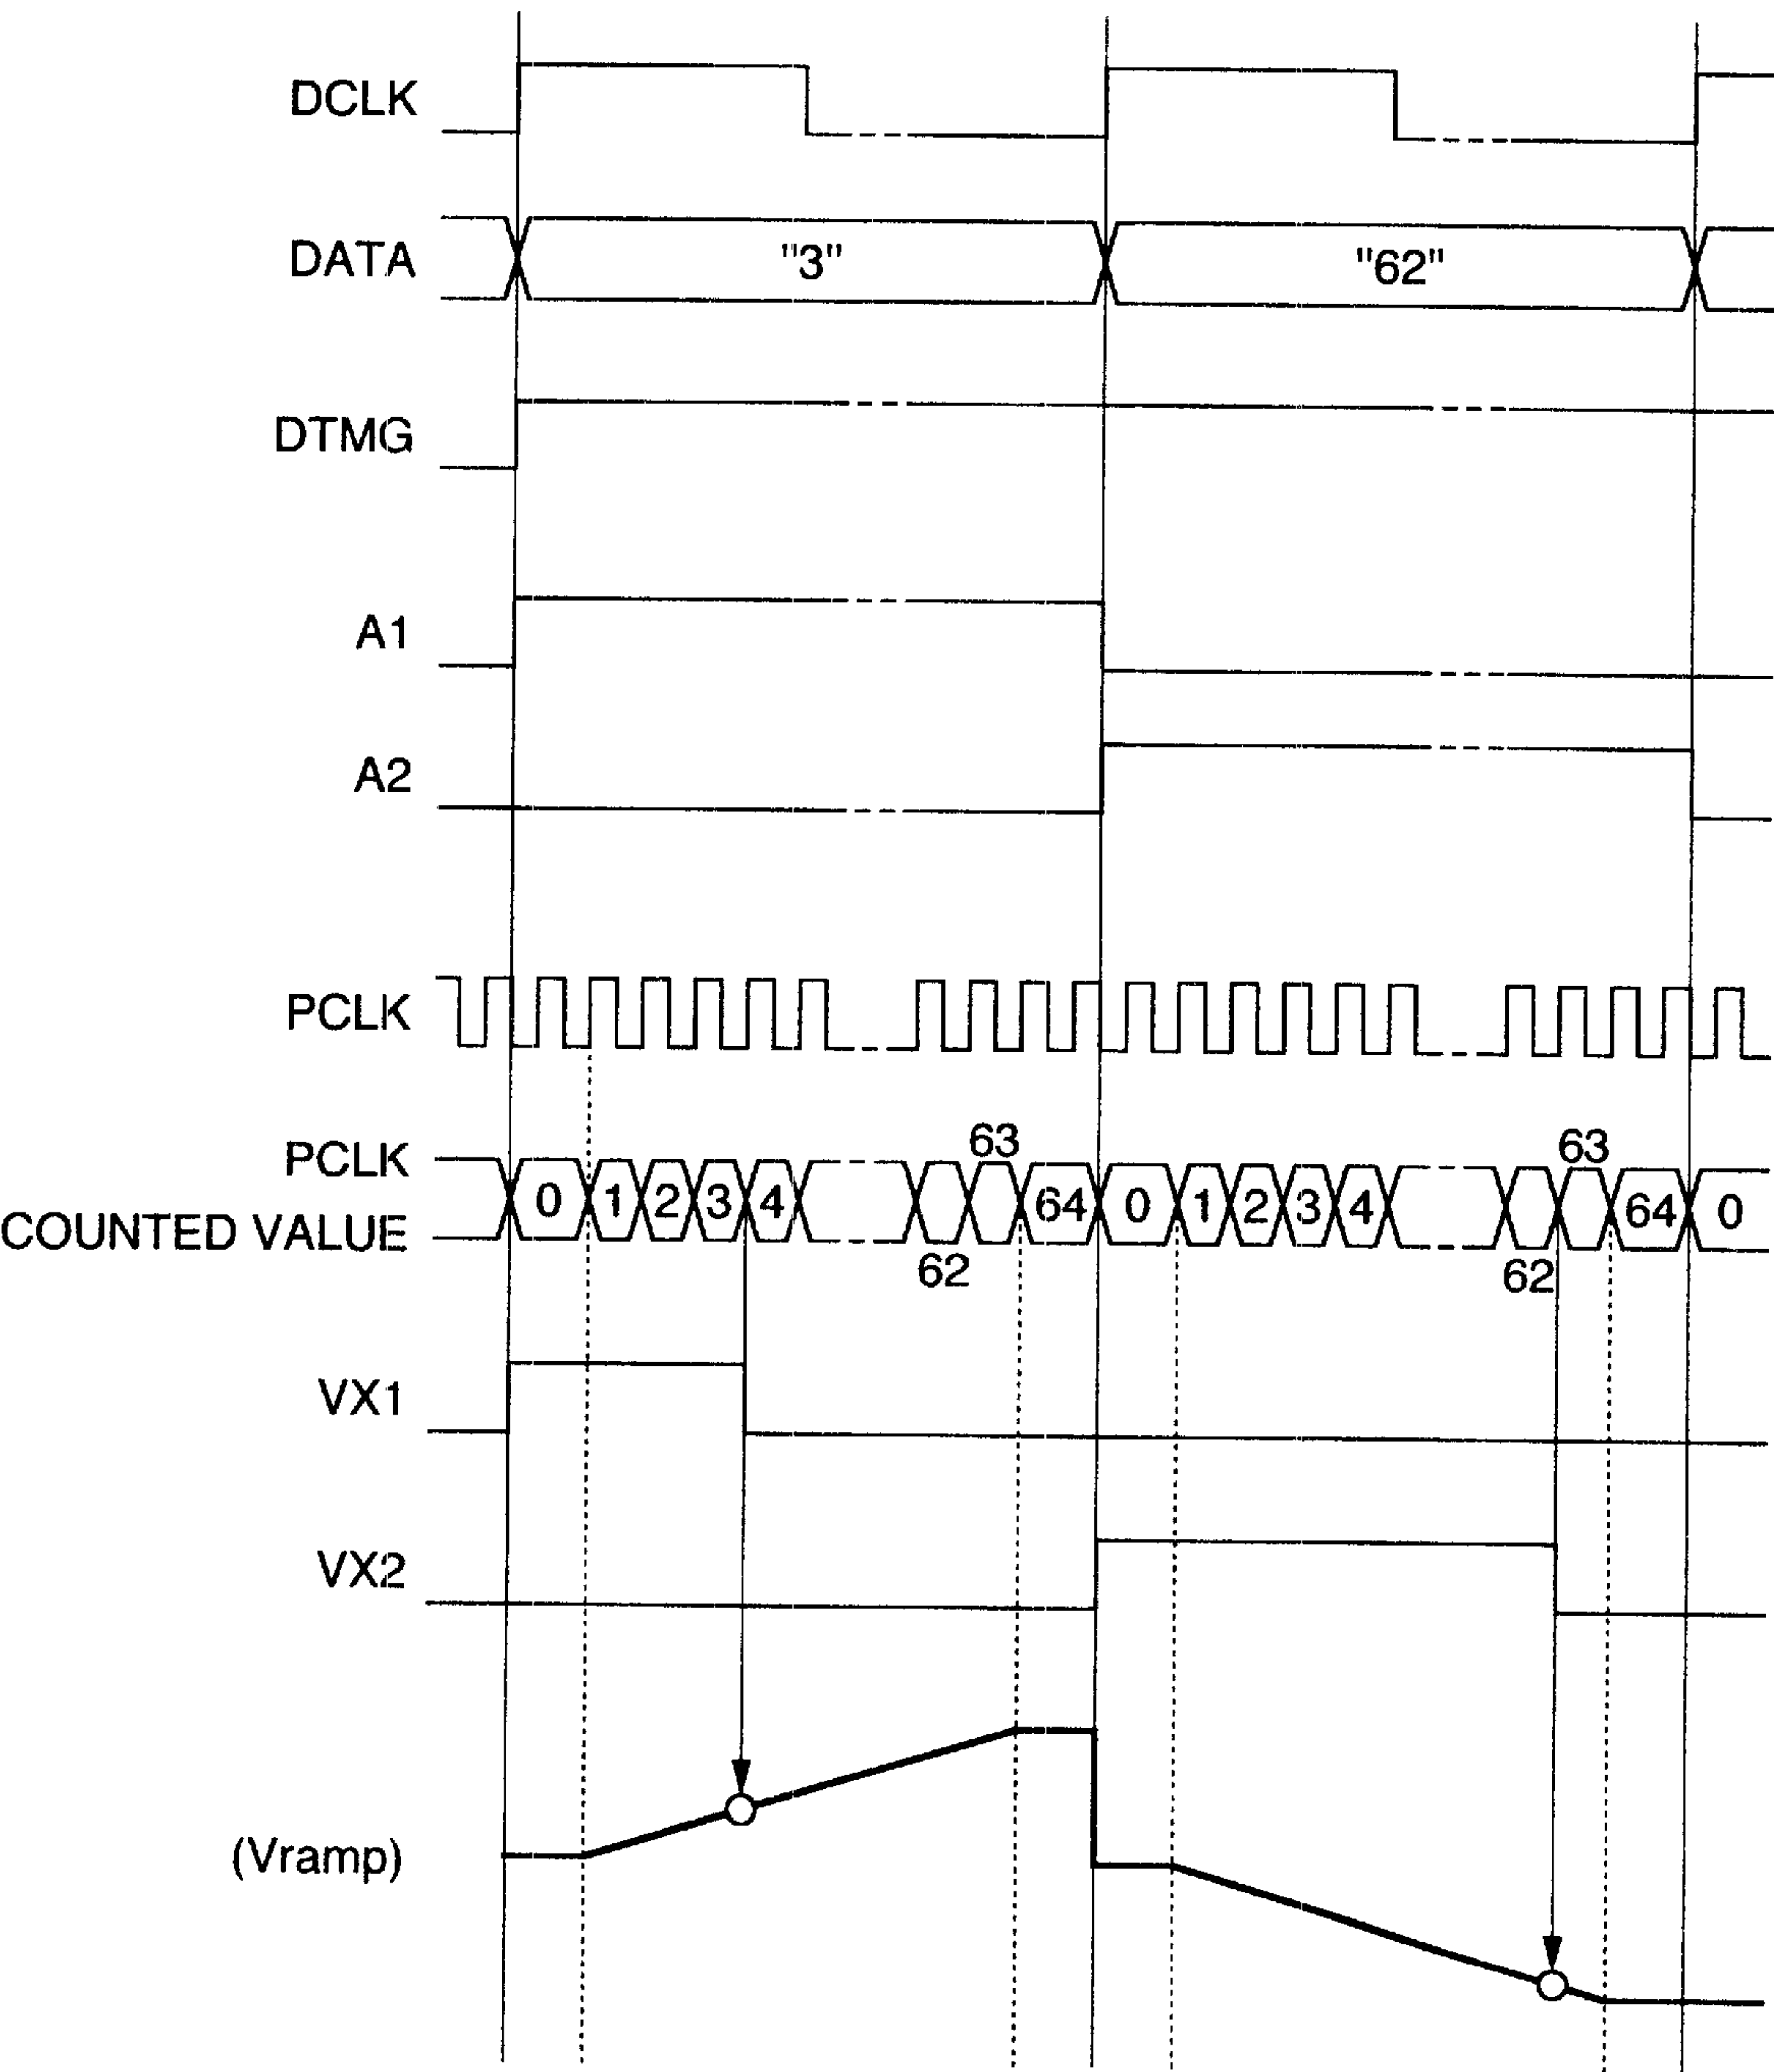 DCLK
DATA "3" "62"
DTMG
A1
A2
PCLK
63 63
PCLK
0 1 2 3 4 64 0 1 2 3 4 64 0
COUNTED VALUE
62 62
VX1
VX2
(Vramp)